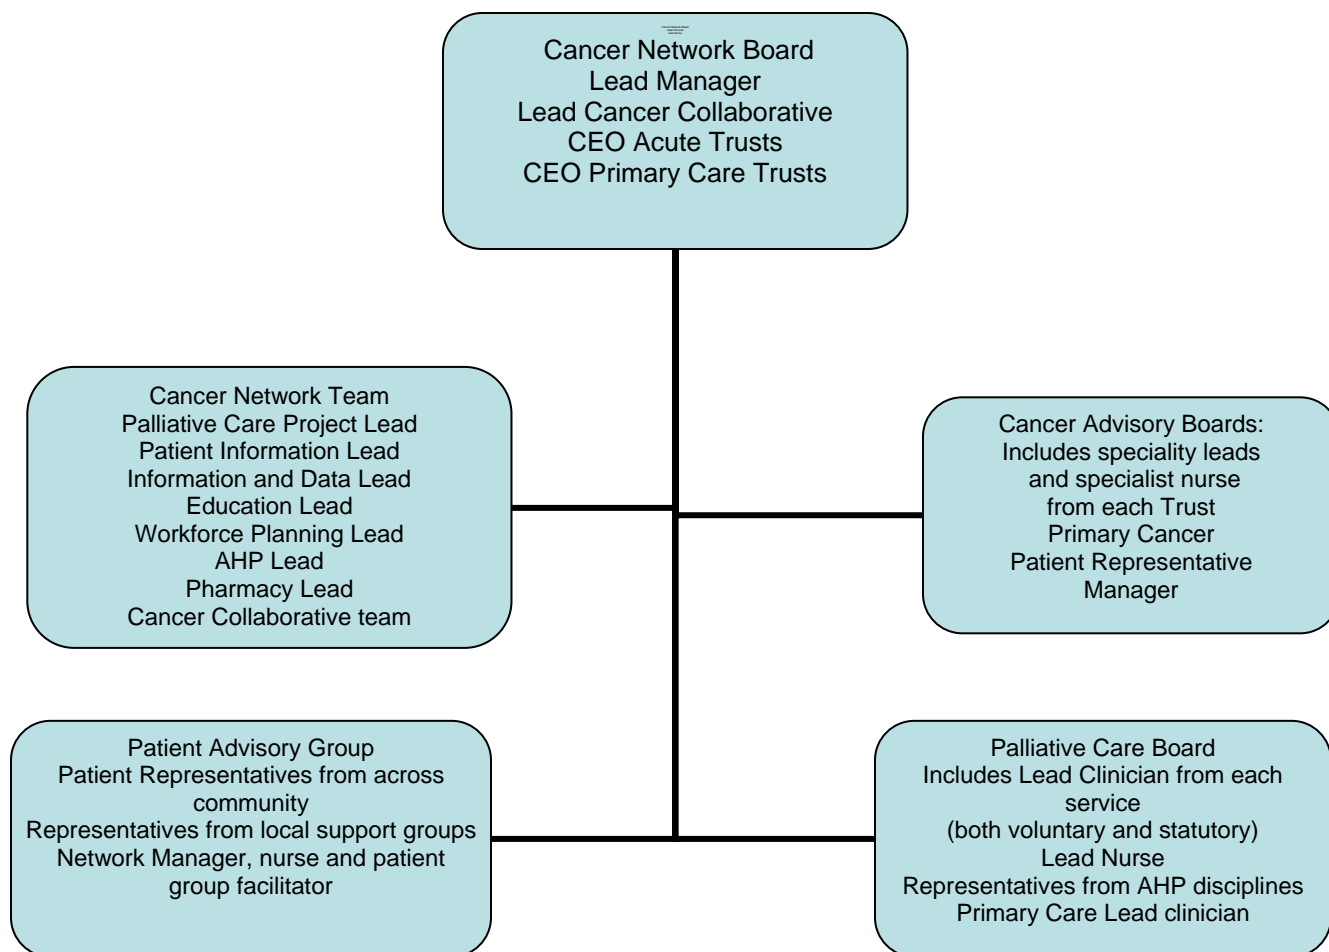 Cancer Network Board
Lead Manager
Lead Cancer Collaborative
CEO Acute Trusts
CEO Primary Care Trusts
Cancer Network Team
Palliative Care Project Lead
Patient Information Lead
Information and Data Lead
Education Lead
Workforce Planning Lead
AHP Lead
Pharmacy Lead
Cancer Collaborative team
Cancer Advisory Boards:
Includes speciality leads
and specialist nurse
from each Trust
Primary Cancer
Patient Representative
Manager
Patient Advisory Group
Patient Representatives from across
community
Representatives from local support groups
Network Manager, nurse and patient
group facilitator
Palliative Care Board
Includes Lead Clinician from each
service
(both voluntary and statutory)
Lead Nurse
Representatives from AHP disciplines
Primary Care Lead clinician